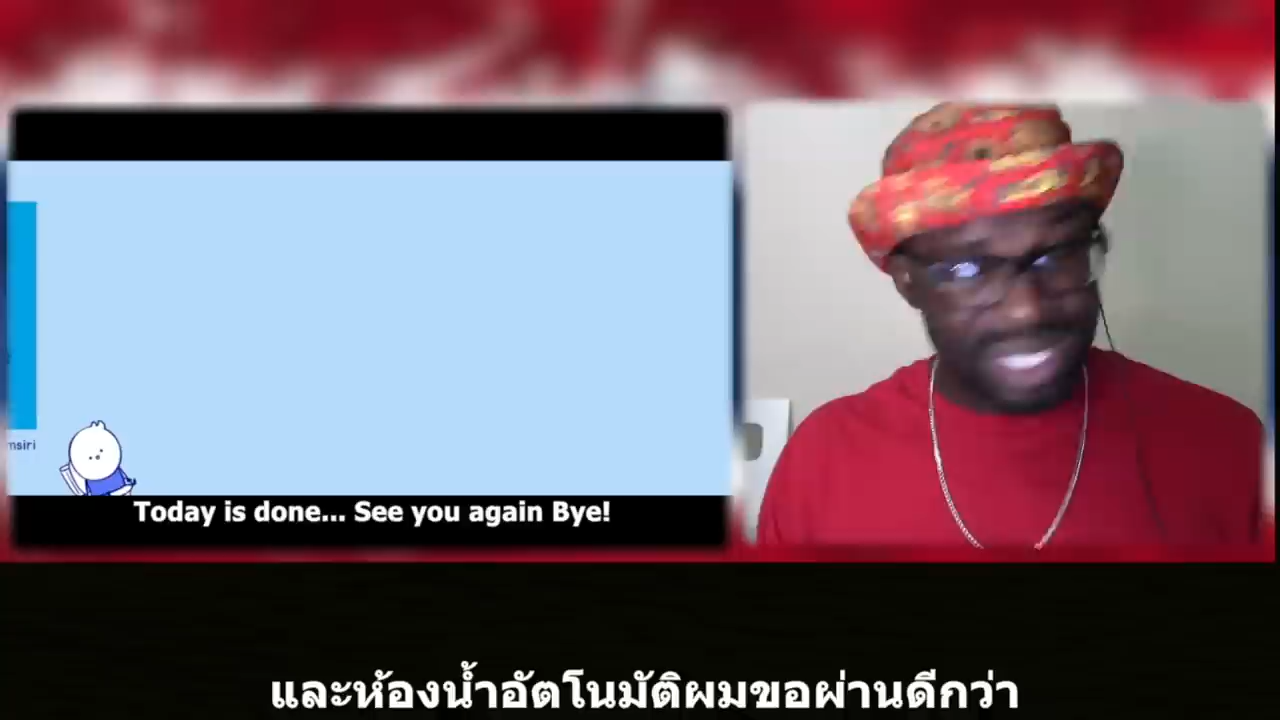 msiri
Today is done... See you again Bye!
และห้องน้ำอัตโนมัติผมขอผ่านดีกว่า